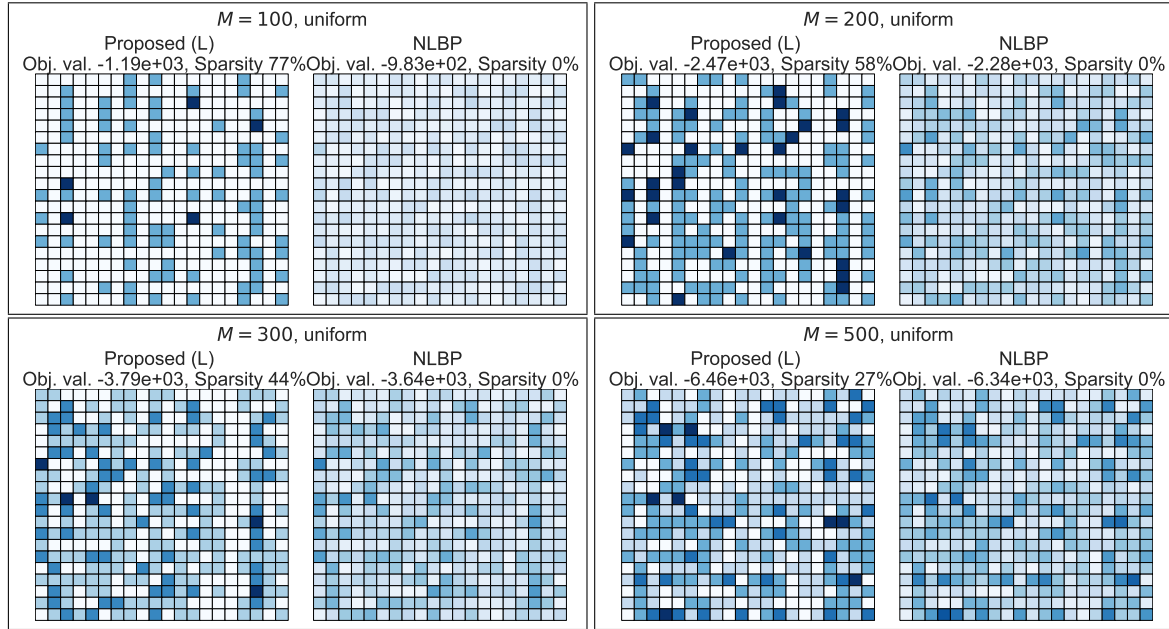 M = 100, uniform
Proposed (L) NLBP
Obj. val. -1.19e+03, Sparsity 77% Obj. val. -9.83e+02, Sparsity 0%
M = 200, uniform
Proposed (L) NLBP
Obj. val. -2.47e+03, Sparsity 58% Obj. val. -2.28e+03, Sparsity 0%
M = 300, uniform
Proposed (L) NLBP
Obj. val. -3.79e+03, Sparsity 44% Obj. val. -3.64e+03, Sparsity 0%
M = 500, uniform
Proposed (L) NLBP
Obj. val. -6.46e+03, Sparsity 27% Obj. val. -6.34e+03, Sparsity 0%